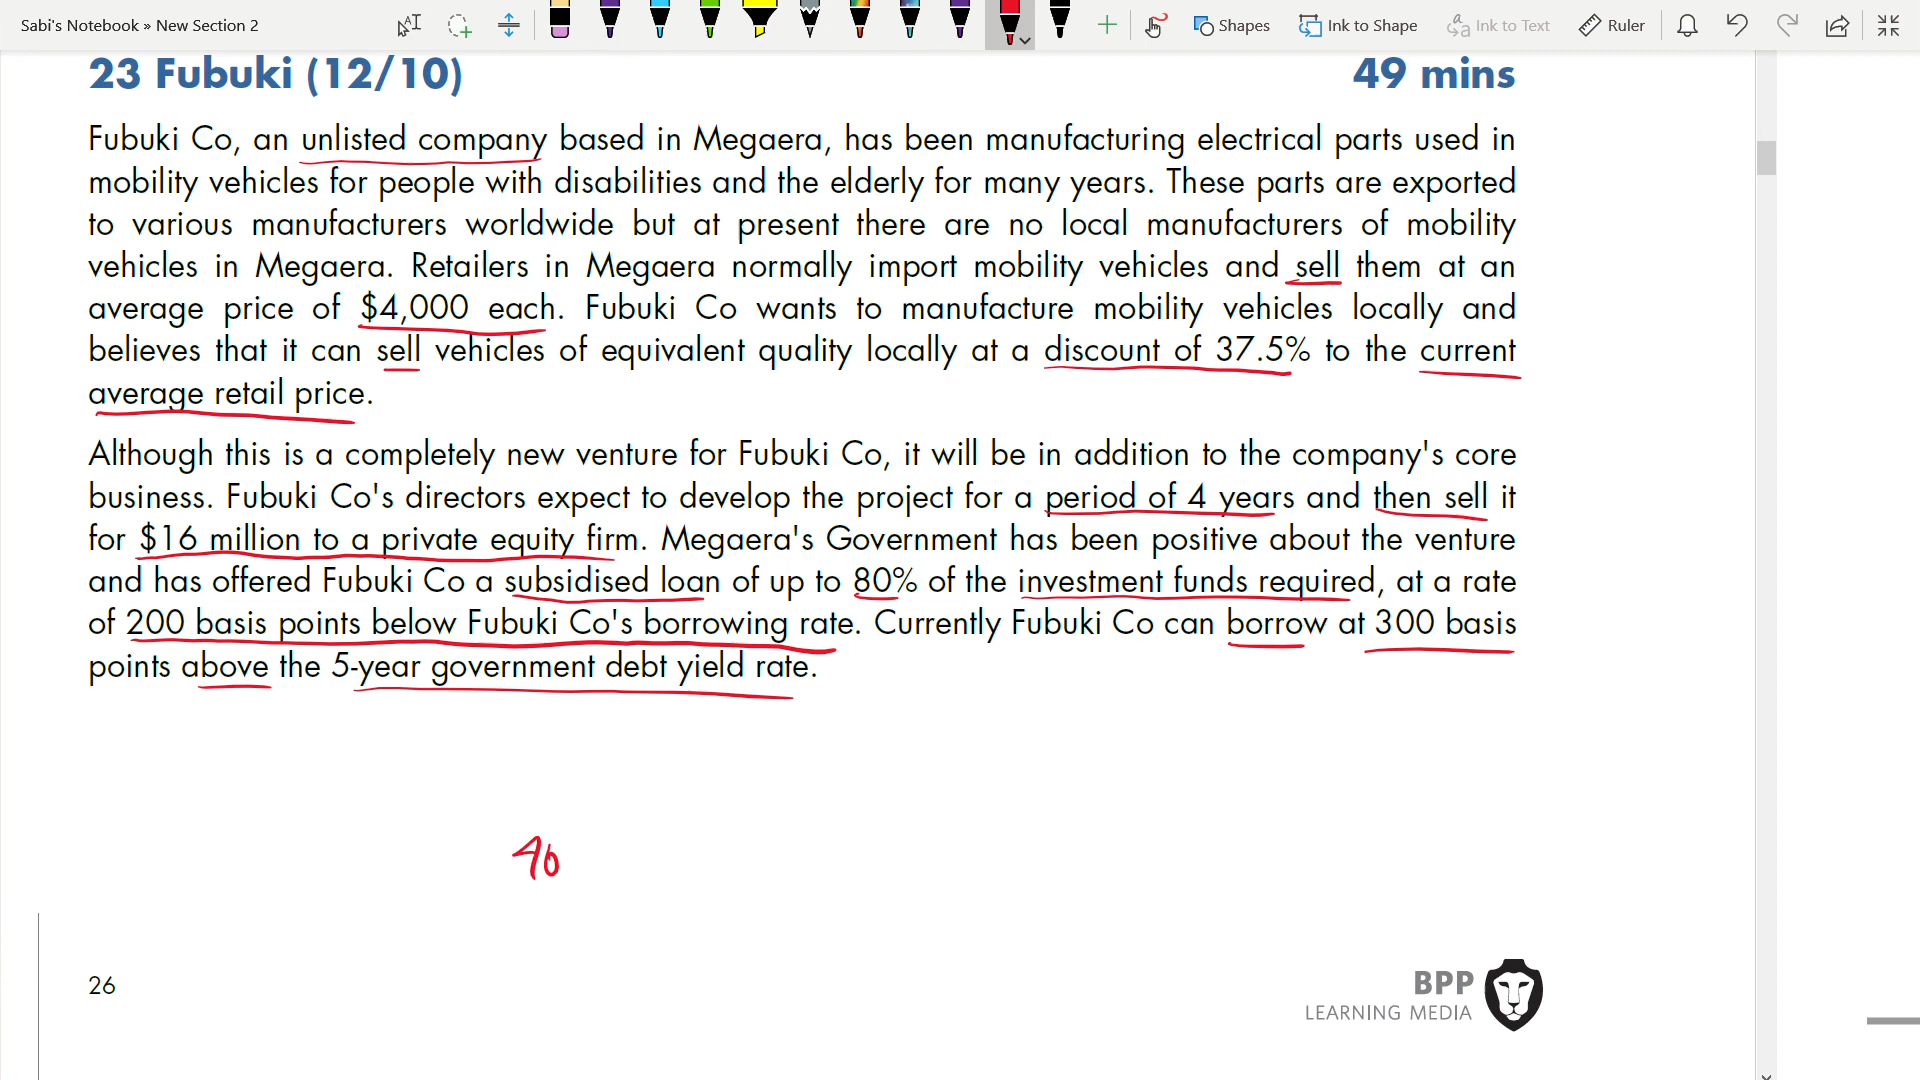 Sabi's Notebook » New Section 2
Shapes
Ink to Shape
Ink to Text
Ruler
23 Fubuki (12/10) 49 mins
Fubuki Co, an unlisted company based in Megaera, has been manufacturing electrical parts used in
mobility vehicles for people with disabilities and the elderly for many years. These parts are exported
to various manufacturers worldwide but at present there are no local manufacturers of mobility
vehicles in Megaera. Retailers in Megaera normally import mobility vehicles and sell them at an
average price of $4,000 each. Fubuki Co wants to manufacture mobility vehicles locally and
believes that it can sell vehicles of equivalent quality locally at a discount of 37.5% to the current
average retail price.
Although this is a completely new venture for Fubuki Co, it will be in addition to the company's core
business. Fubuki Co's directors expect to develop the project for a period of 4 years and then sell it
for $16 million to a private equity firm. Megaera's Government has been positive about the venture
and has offered Fubuki Co a subsidised loan of up to 80% of the investment funds required, at a rate
of 200 basis points below Fubuki Co's borrowing rate. Currently Fubuki Co can borrow at 300 basis
points above the 5-year government debt yield rate.
40
26
BPP
LEARNING MEDIA